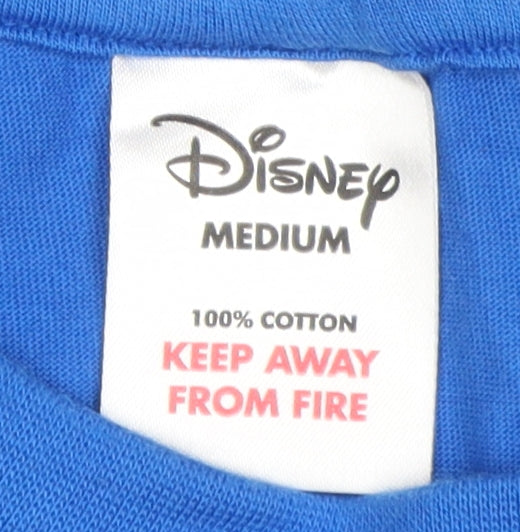 Disney
MEDIUM
100% COTTON
KEEP AWAY
FROM FIRE